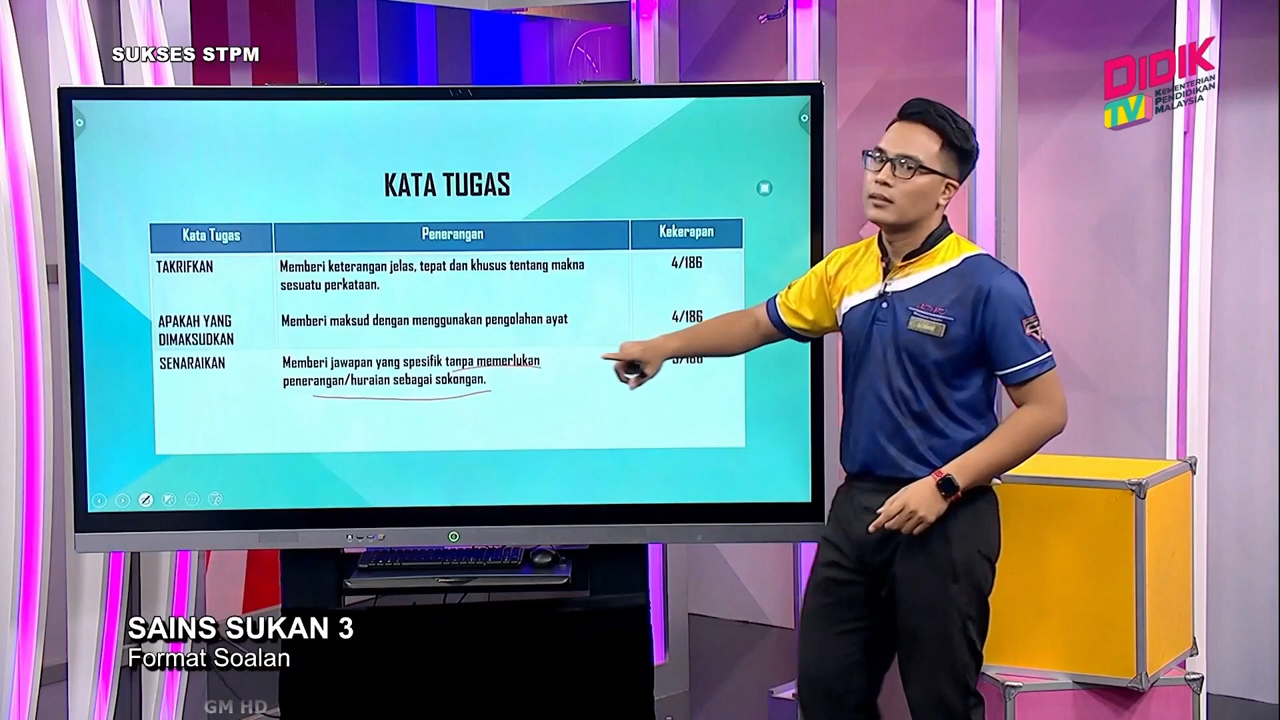 SUKSES STPM
DIDIK
TV
KEMENTERIAN
PENDIDIKAN
MALAYSIA
KATA TUGAS
Kata Tugas Penerangan Kekerapan
TAKRIFKAN Memberi keterangan jelas, tepat dan khusus tentang makna 4/186
sesuatu perkataan.
APAKAH YANG Memberi maksud dengan menggunakan pengolahan ayat 4/186
DIMAKSUDKAN
SENARAIKAN Memberi jawapan yang spesifik tanpa memerlukan
penerangan/huraian sebagai sokongan.
SAINS SUKAN 3
Format Soalan
GM HD